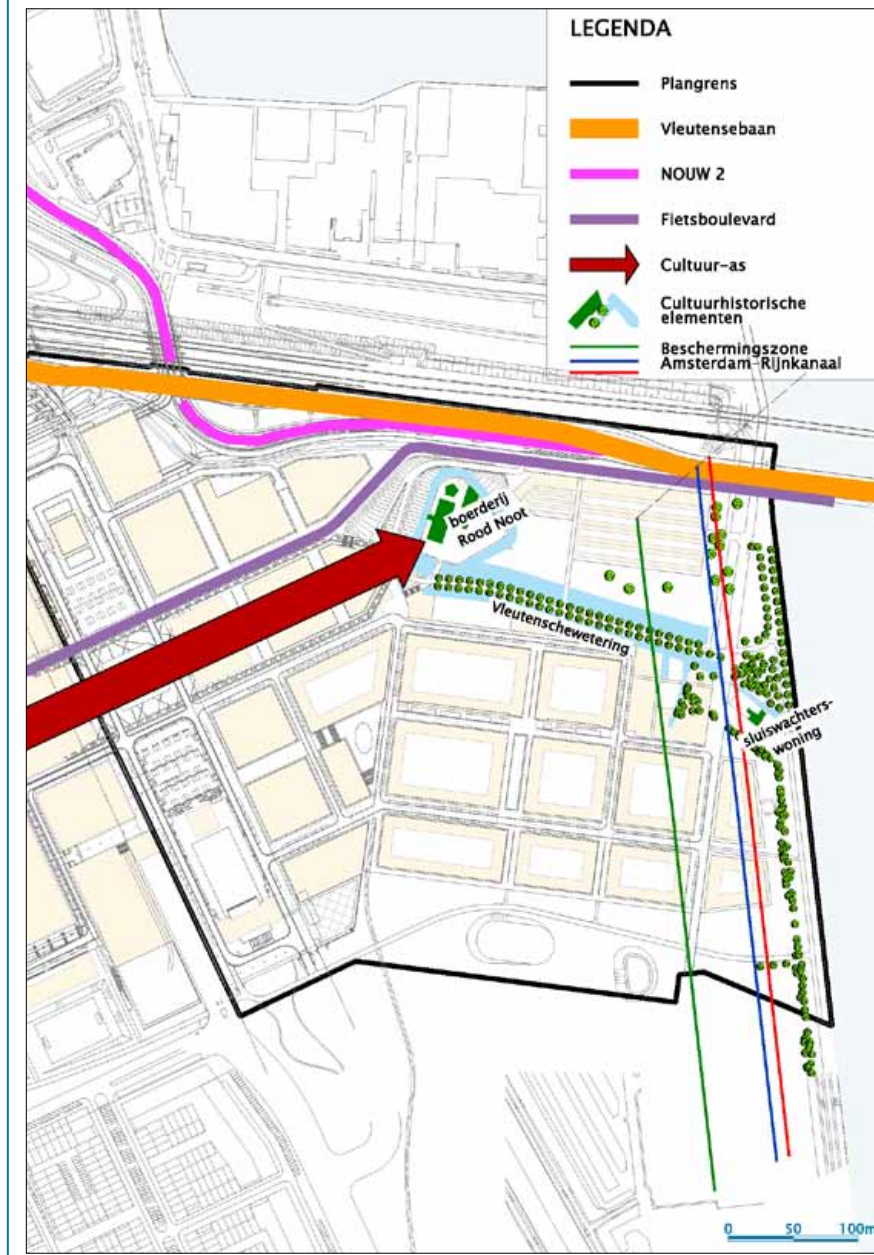 LEGENDA
Plangrens
Vleutensebaan
NOUW 2
Fietsboulevard
Cultuur-as
Cultuurhistorische
elementen
Beschermingszone
Amsterdam-Rijnkanaal
boerderij
Rood Noot
Vleutenschewetering
sluiswachters-
woning
0 50 100m